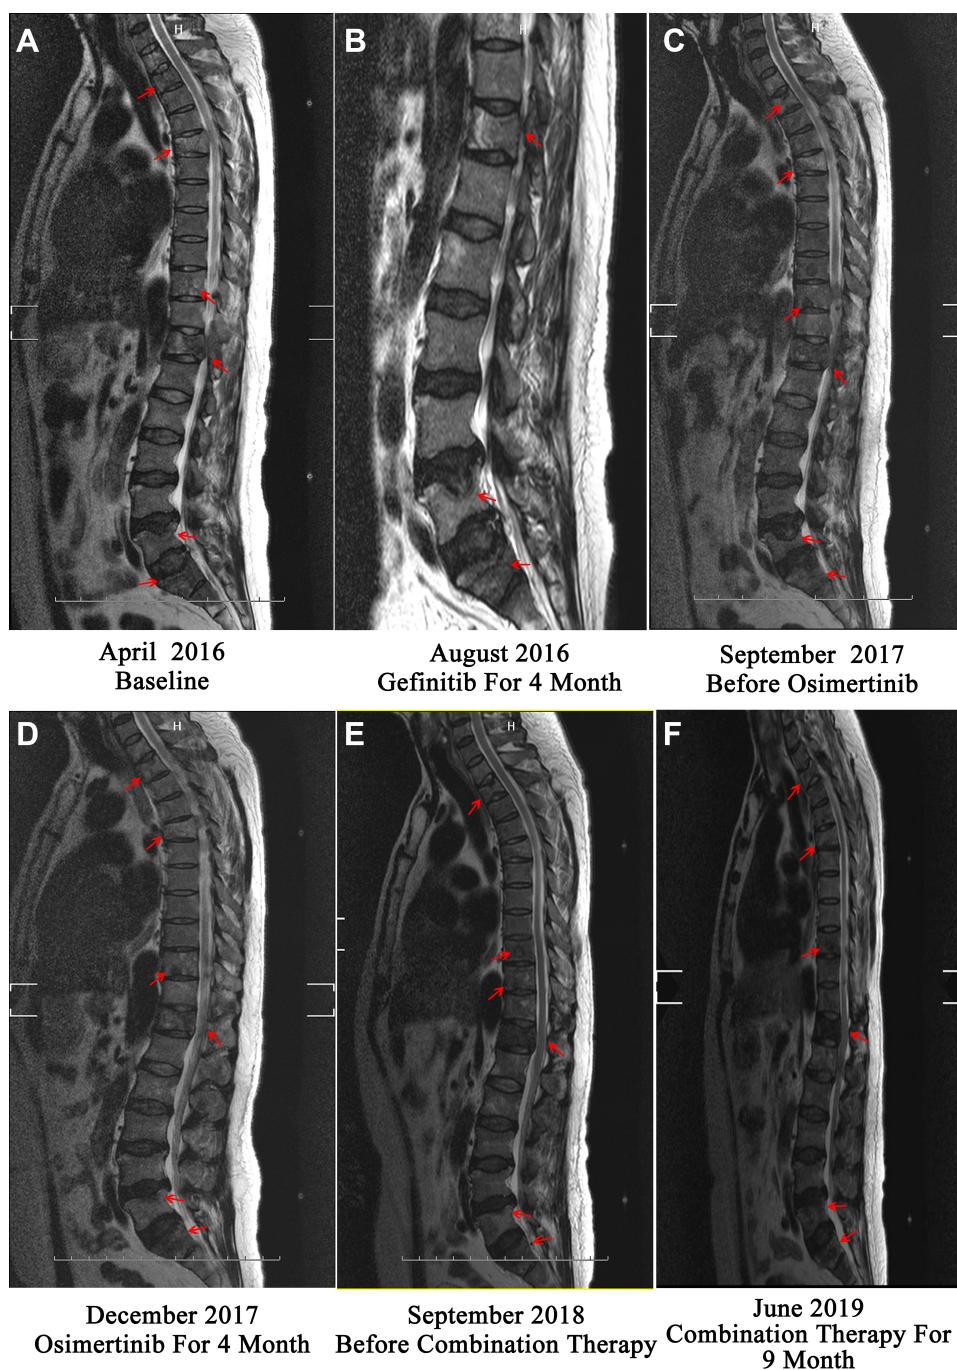 A
H
B
H
C
H
April 2016
Baseline
August 2016
Gefinitib For 4 Month
September 2017
Before Osimertinib
D
H
E
H
F
December 2017
Osimertinib For 4 Month
September 2018
Before Combination Therapy
June 2019
Combination Therapy For
9 Month